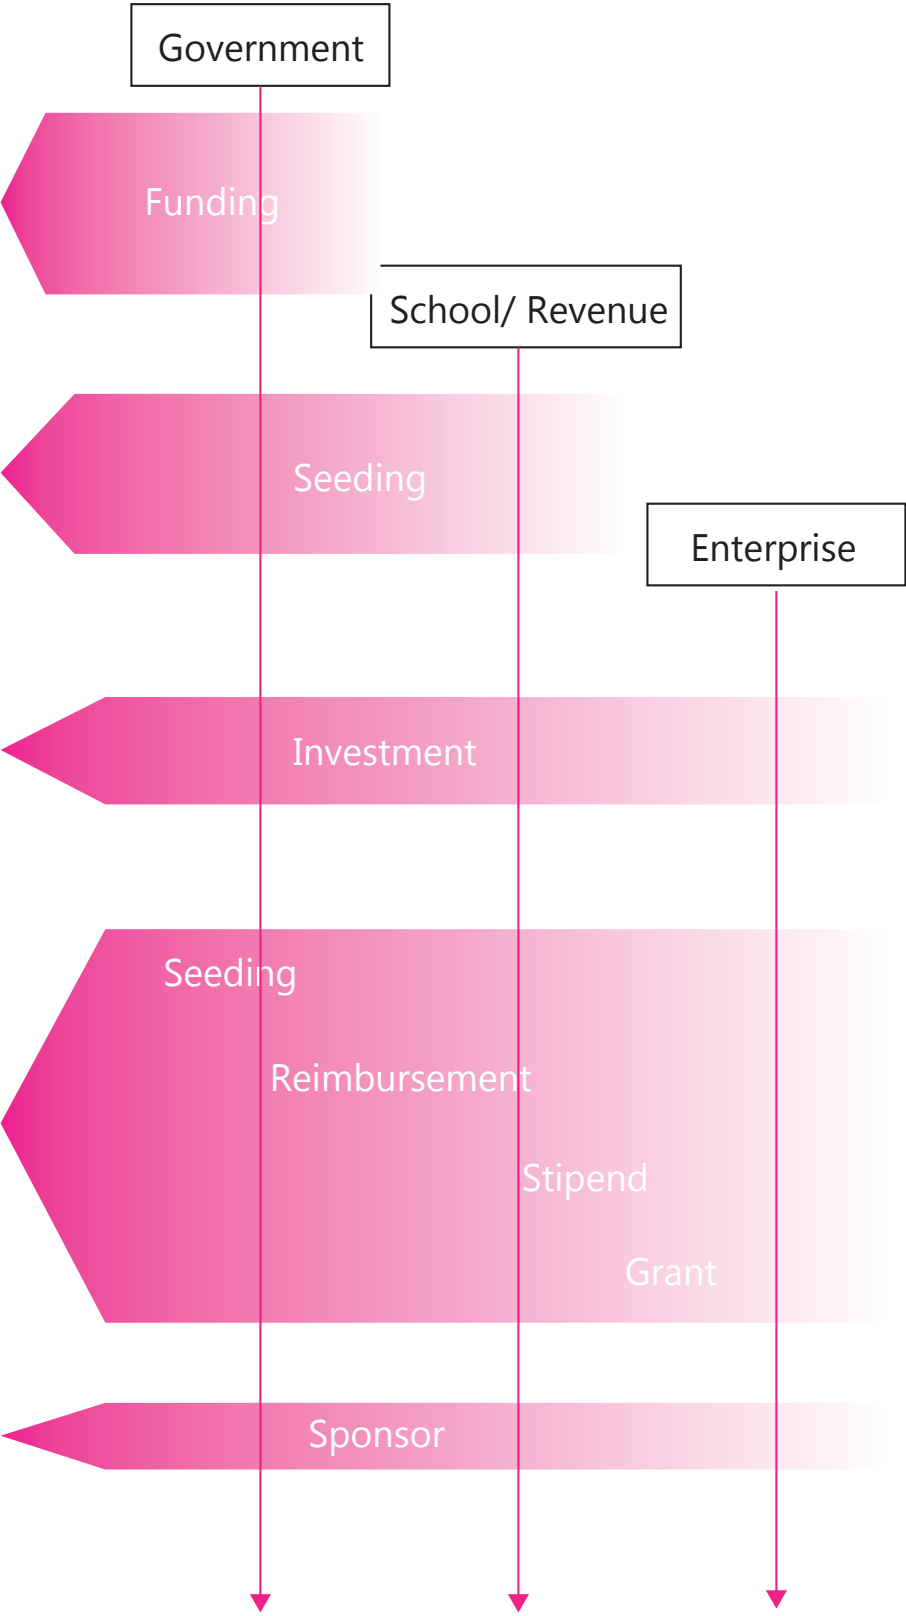 Government
Funding
School/ Revenue
Seeding
Enterprise
Investment
Seeding
Reimbursement
Stipend
Grant
Sponsor